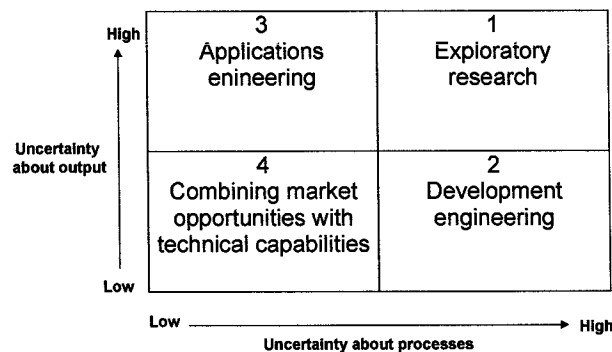 High
3
Applications
enineering
1
Exploratory
research
Uncertainty
about output
4
Combining market
opportunities with
technical capabilities
2
Development
engineering
Low
Low
High
Uncertainty about processes